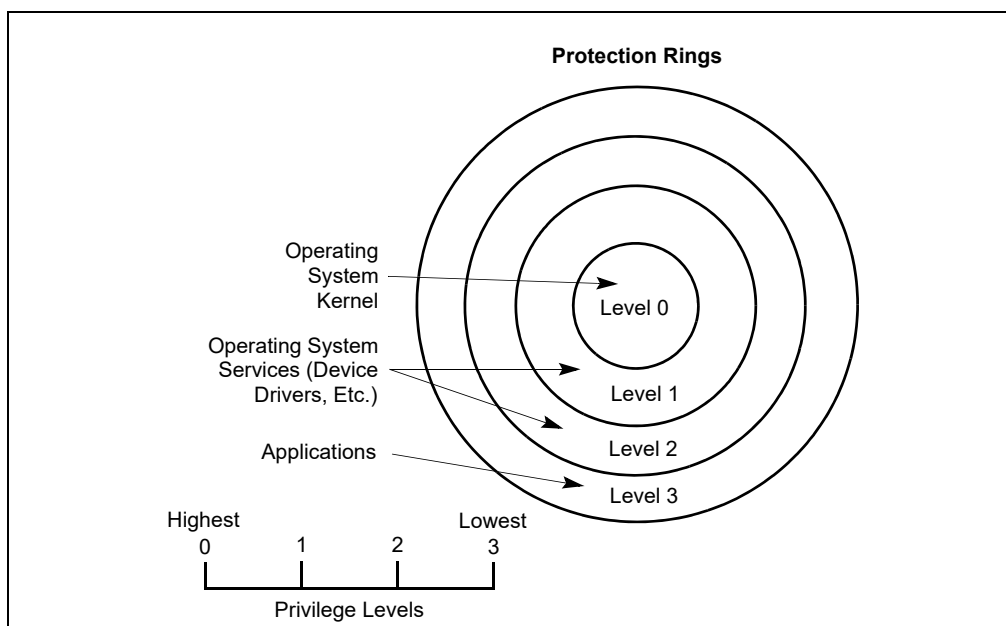 Protection Rings
Operating
System
Kernel
Level 0
Operating System
Services (Device
Drivers, Etc.)
Level 1
Applications
Level 2
Level 3
Highest
Lowest
0
1
2
3
Privilege Levels